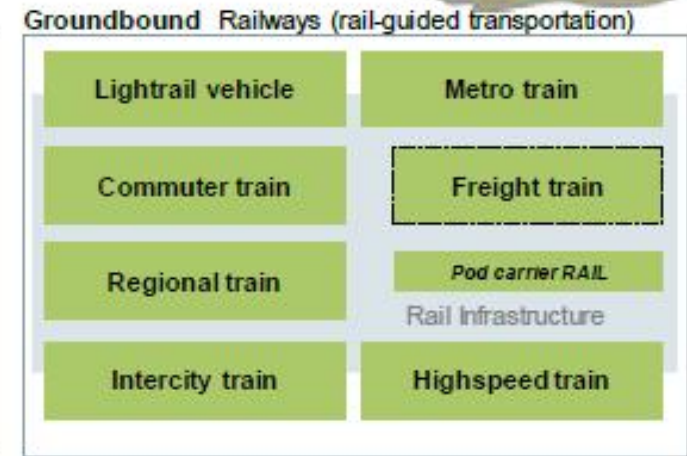 Groundbound Railways (rail-guided transportation)
Lightrail vehicle
Metro train
Commuter train
Freight train
Regional train
Pod carrier RAIL
Rail Infrastructure
Intercity train
Highspeed train